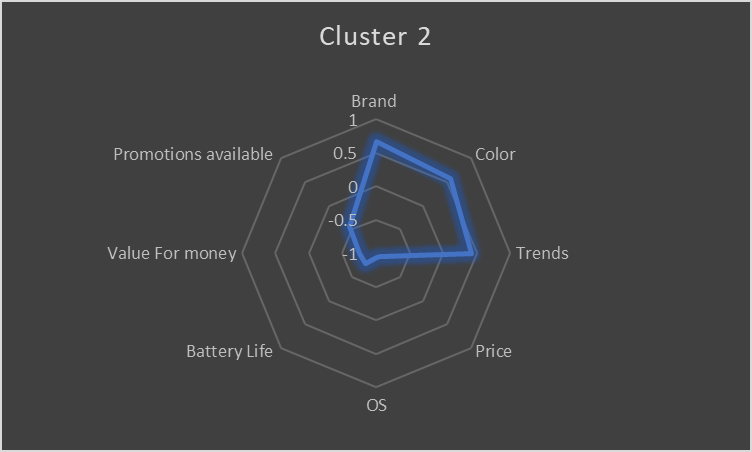 Cluster 2
Brand
1
Promotions available
0.5
Color
0
-0.5
Value For money
-1
Trends
Battery Life
Price
OS